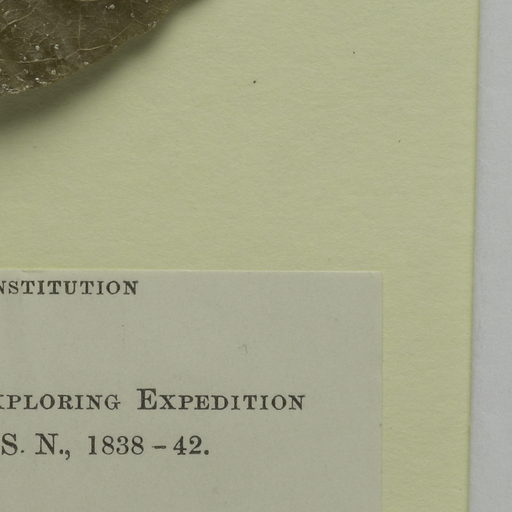 NSTITUTION
XPLORING EXPEDITION
S. N., 1838-42.